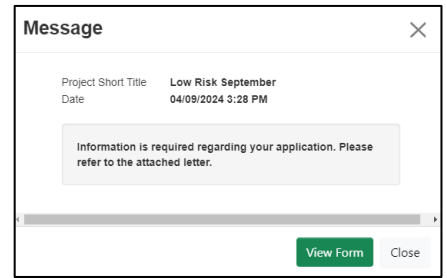 Message
Project Short Title Low Risk September
Date 04/09/2024 3:28 PM
Information is required regarding your application. Please
refer to the attached letter.
View Form Close